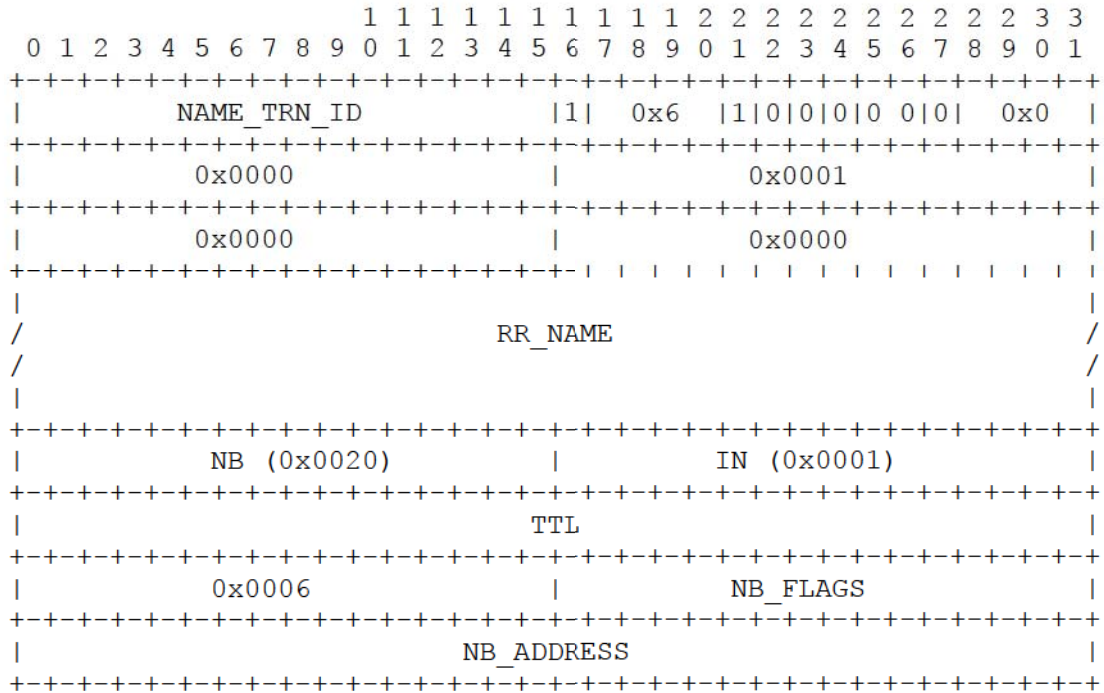 1 1 1 1 1 1 1 1 1 1 2 2 2 2 2 2 2 2 2 2 3 3
 0 1 2 3 4 5 6 7 8 9 0 1 2 3 4 5 6 7 8 9 0 1 2 3 4 5 6 7 8 9 0 1
+-+-+-+-+-+-+-+-+-+-+-+-+-+-+-+-+-+-+-+-+-+-+-+-+-+-+-+-+-+-+-+-+
|         NAME_TRN_ID           |1|  0x6  |1|0|0|0|0 0|0|  0x0  |
+-+-+-+-+-+-+-+-+-+-+-+-+-+-+-+-+-+-+-+-+-+-+-+-+-+-+-+-+-+-+-+-+
|          0x0000               |           0x0001              |
+-+-+-+-+-+-+-+-+-+-+-+-+-+-+-+-+-+-+-+-+-+-+-+-+-+-+-+-+-+-+-+-+
|          0x0000               |           0x0000              |
+-+-+-+-+-+-+-+-+-+-+-+-+-+-+-+-+- | | | | | | | | | | | | | | | |
|                                                               |
/                            RR_NAME                            /
/                                                               /
|                                                               |
+-+-+-+-+-+-+-+-+-+-+-+-+-+-+-+-+-+-+-+-+-+-+-+-+-+-+-+-+-+-+-+-+
|           NB (0x0020)         |         IN (0x0001)           |
+-+-+-+-+-+-+-+-+-+-+-+-+-+-+-+-+-+-+-+-+-+-+-+-+-+-+-+-+-+-+-+-+
|                              TTL                              |
+-+-+-+-+-+-+-+-+-+-+-+-+-+-+-+-+-+-+-+-+-+-+-+-+-+-+-+-+-+-+-+-+
|           0x0006              |          NB_FLAGS             |
+-+-+-+-+-+-+-+-+-+-+-+-+-+-+-+-+-+-+-+-+-+-+-+-+-+-+-+-+-+-+-+-+
|                          NB_ADDRESS                           |
+-+-+-+-+-+-+-+-+-+-+-+-+-+-+-+-+-+-+-+-+-+-+-+-+-+-+-+-+-+-+-+-+